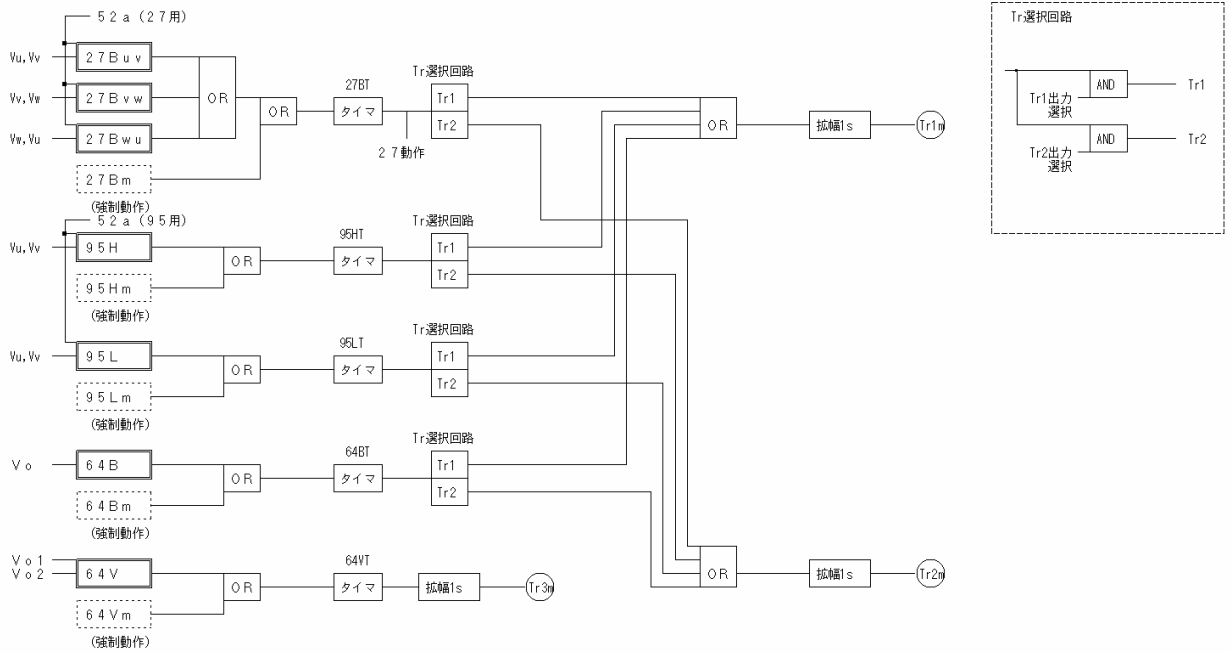 ５２ａ（２７用）
Vu,Vv
２７Ｂｕｖ
Vv,Vw
２７Ｂｖｗ
Vw,Vu
２７Ｂｗｕ
ＯＲ
２７Ｂｍ
（強制動作）
ＯＲ
27BT
タイマ
２７動作
Tr選択回路
Tr1
Tr2
ＯＲ
拡幅1s
Tr1m
５２ａ（９５用）
Vu,Vv
９５Ｈ
９５Ｈｍ
（強制動作）
ＯＲ
95HT
タイマ
Tr選択回路
Tr1
Tr2
Vu,Vv
９５Ｌ
９５Ｌｍ
（強制動作）
ＯＲ
95LT
タイマ
Tr選択回路
Tr1
Tr2
Ｖｏ
６４Ｂ
６４Ｂｍ
（強制動作）
ＯＲ
64BT
タイマ
Tr選択回路
Tr1
Tr2
ＯＲ
拡幅1s
Tr2m
Ｖｏ１
Ｖｏ２
６４Ｖ
６４Ｖｍ
（強制動作）
ＯＲ
64VT
タイマ
拡幅1s
Tr3m
Tr選択回路
AND
Tr1
Tr1出力
選択
AND
Tr2
Tr2出力
選択